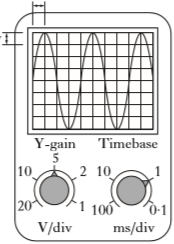 Y-gain Timebase
5
10 2 10 1
20 1 100 0·1
V/div ms/div